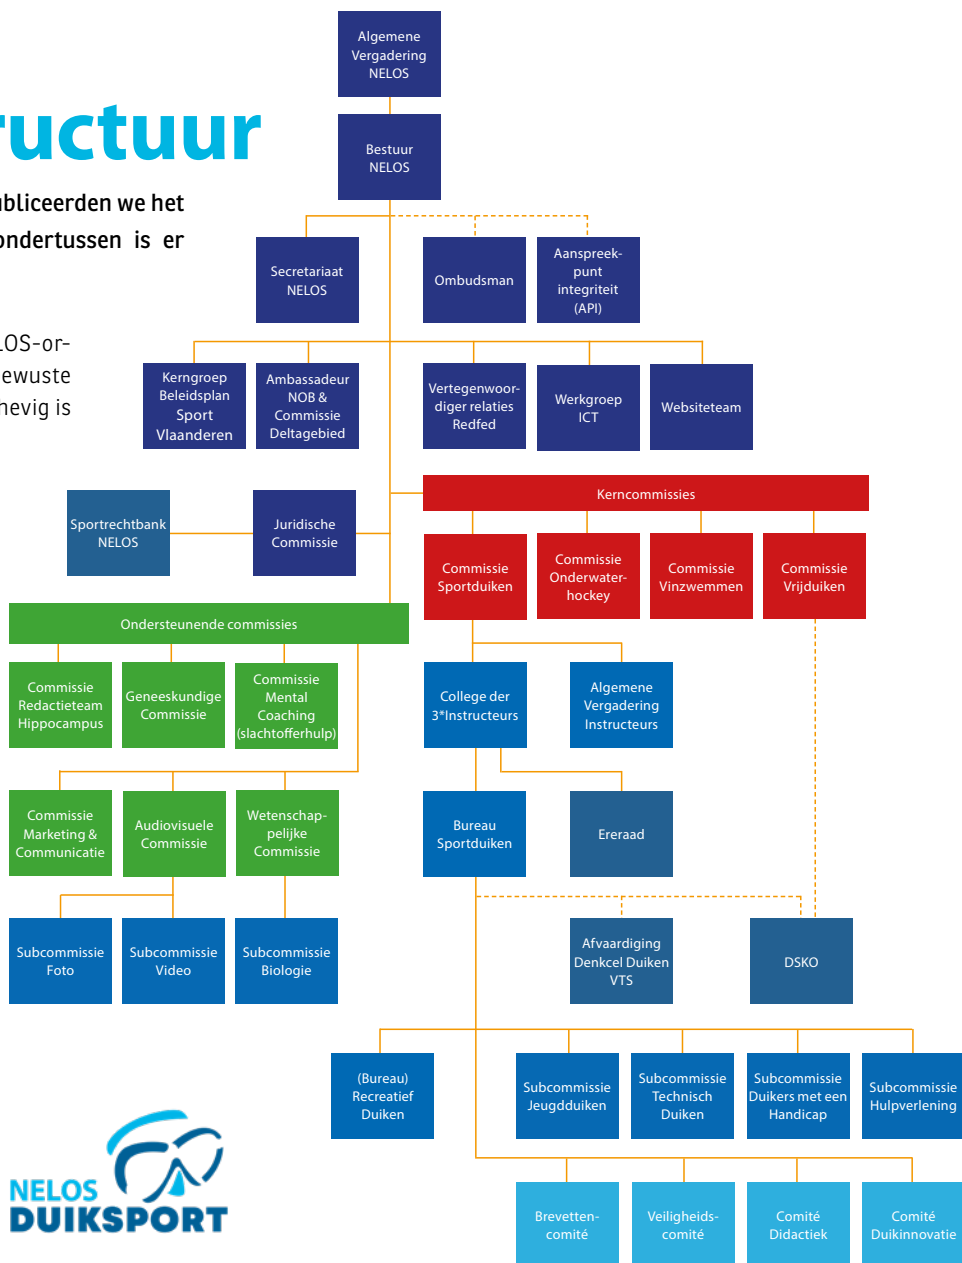 Algemene
Vergadering
NELOS
ructuur
Bestuur
NELOS
ubliceerden we het
ondertussen is er
Secretariaat
NELOS
Ombudsman
Aanspreek-
punt
integriteit
(API)
LOS-or-
ewuste
hevig is
Kerngroep
Beleidsplan
Sport
Vlaanderen
Ambassadeur
NOB &
Commissie
Deltagebied
Vertegenwoor-
diger relaties
Redfed
Werkgroep
ICT
Websiteteam
Kerncommissies
Sportrechtbank
NELOS
Juridische
Commissie
Commissie
Sportduiken
Commissie
Onderwater-
hockey
Commissie
Vinzwemmen
Commissie
Vrijduiken
Ondersteunende commissies
Commissie
Redactieteam
Hippocampus
Geneeskundige
Commissie
Commissie
Mental
Coaching
(slachtofferhulp)
College der
3*Instructeurs
Algemene
Vergadering
Instructeurs
Commissie
Marketing &
Communicatie
Audiovisuele
Commissie
Wetenschap-
pelijke
Commissie
Bureau
Sportduiken
Ereraad
Subcommissie
Foto
Subcommissie
Video
Subcommissie
Biologie
Afvaardiging
Denkcel Duiken
VTS
DSKO
(Bureau)
Recreatief
Duiken
Subcommissie
Jeugdduiken
Subcommissie
Technisch
Duiken
Subcommissie
Duikers met een
Handicap
Subcommissie
Hulpverlening
NELOS
DUIKSPORT
Brevetten-
comité
Veiligheids-
comité
Comité
Didactiek
Comité
Duikinnovatie